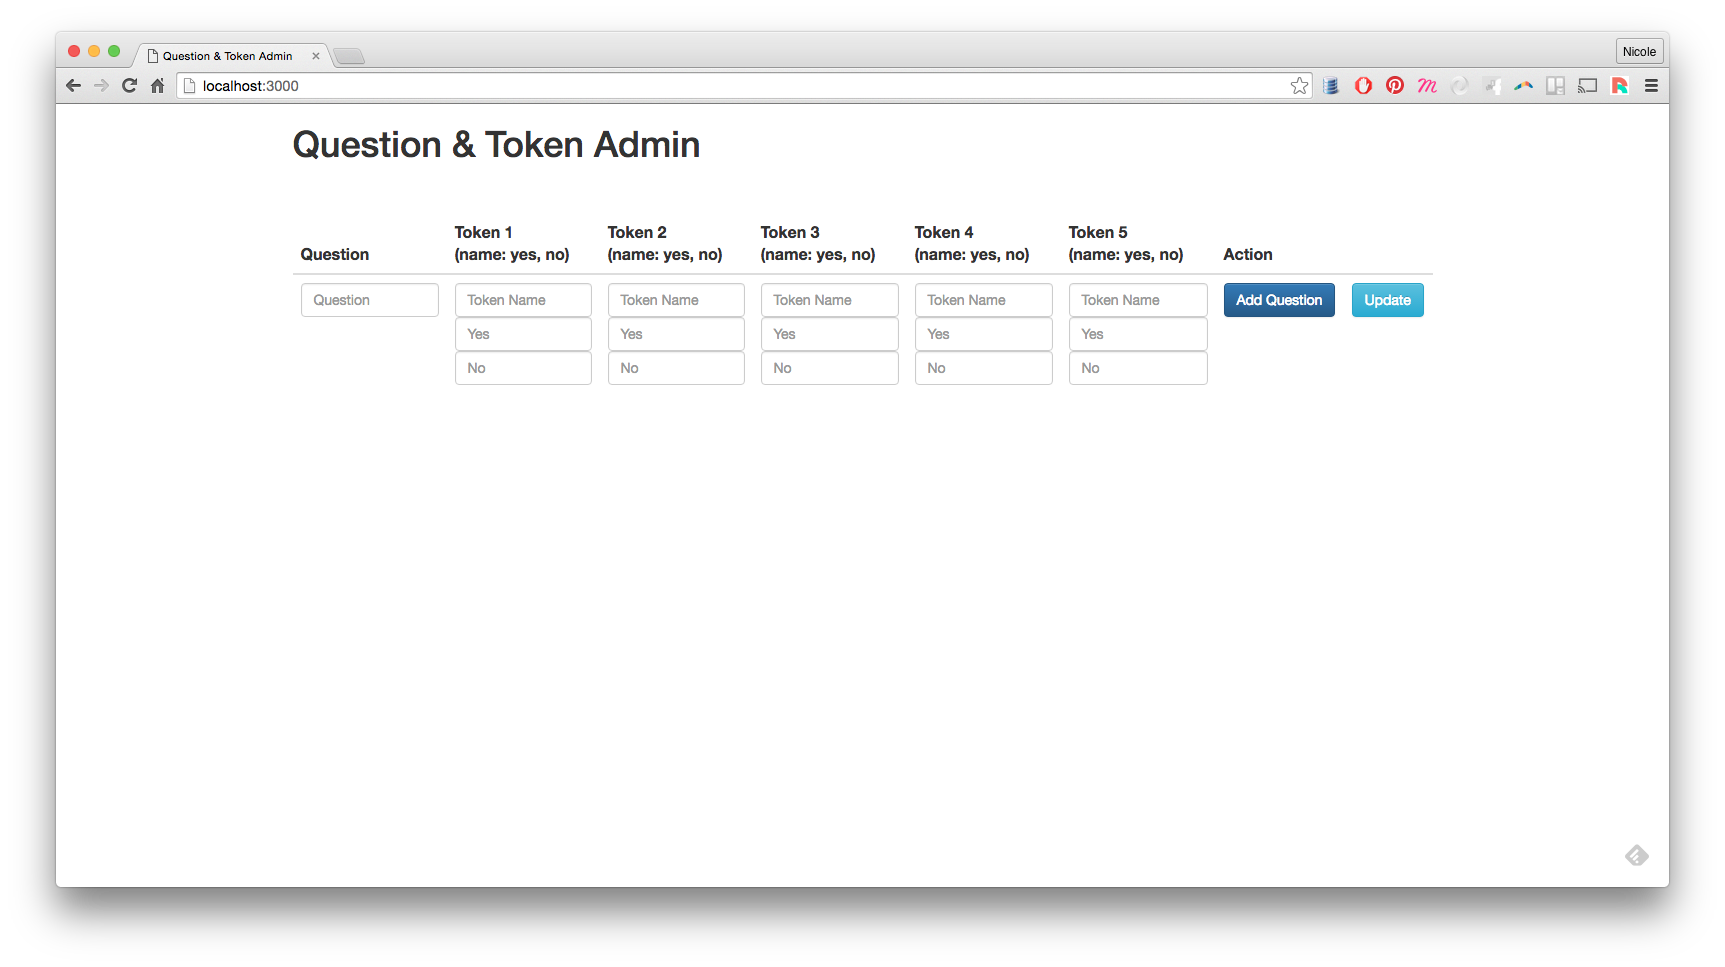 Question & Token Admin
Nicole
localhost:3000
Question & Token Admin
Question
Token 1
(name: yes, no)
Token 2
(name: yes, no)
Token 3
(name: yes, no)
Token 4
(name: yes, no)
Token 5
(name: yes, no)
Action
Question
Token Name
Token Name
Token Name
Token Name
Token Name
Add Question
Update
Yes
Yes
Yes
Yes
Yes
No
No
No
No
No